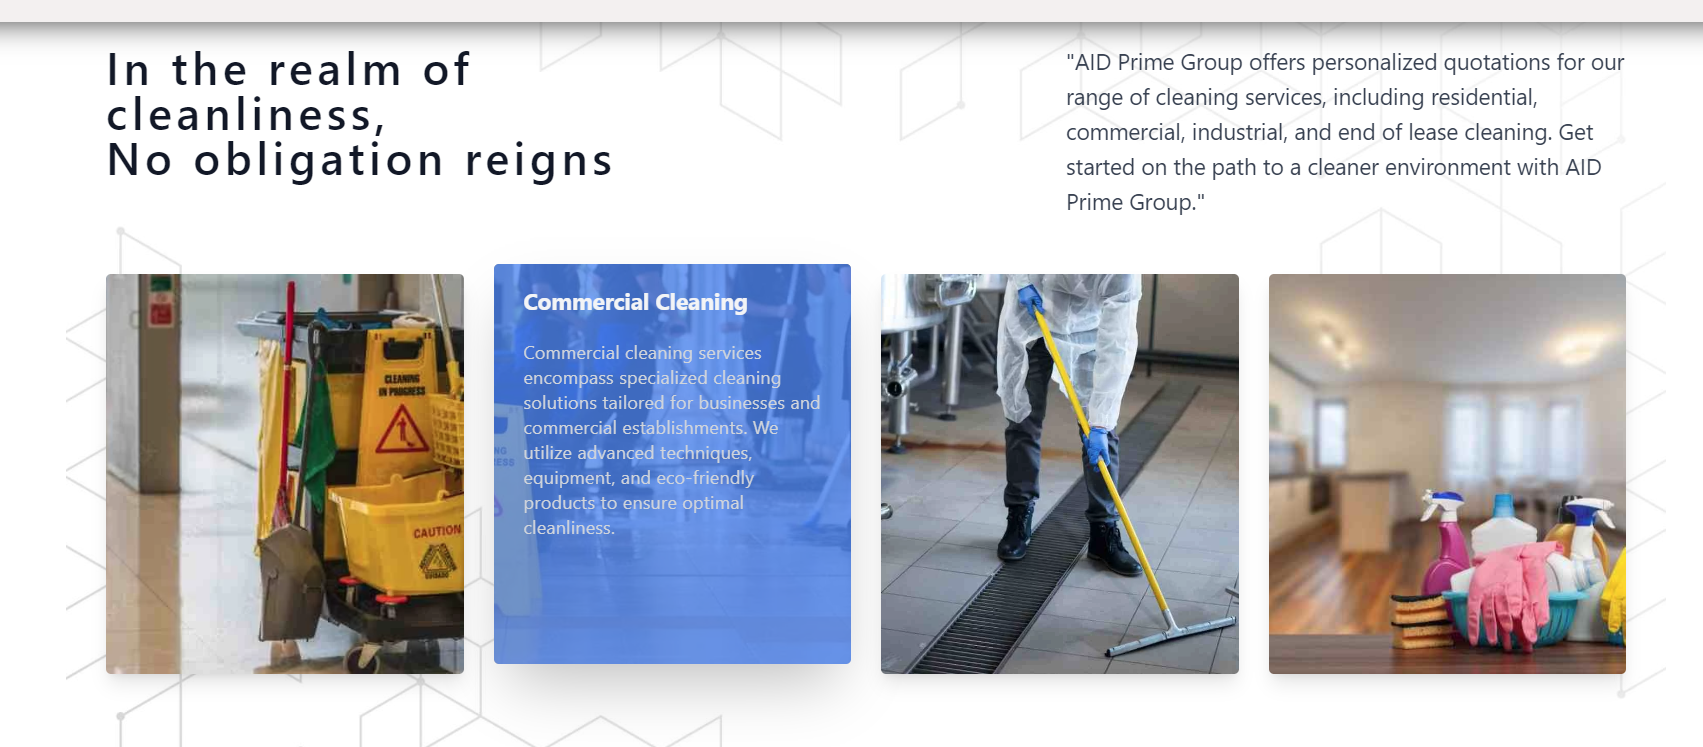 In the realm of
cleanliness,
No obligation reigns
"AID Prime Group offers personalized quotations for our
range of cleaning services, including residential,
commercial, industrial, and end of lease cleaning. Get
started on the path to a cleaner environment with AID
Prime Group."
CLEANING
IN PROGRESS
CAUTION
Commercial Cleaning
Commercial cleaning services
encompass specialized cleaning
solutions tailored for businesses and
commercial establishments. We
utilize advanced techniques,
equipment, and eco-friendly
products to ensure optimal
cleanliness.